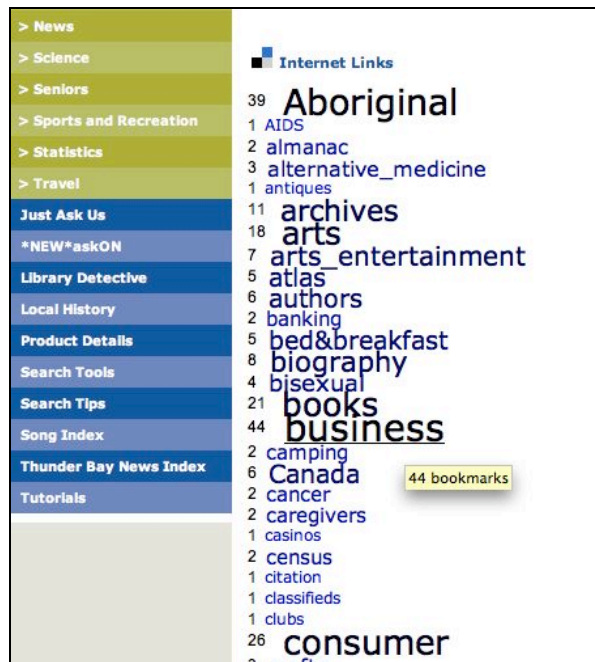 > News
> Science
> Seniors
> Sports and Recreation
> Statistics
> Travel
Just Ask Us
*NEW*askON
Library Detective
Local History
Product Details
Search Tools
Search Tips
Song Index
Thunder Bay News Index
Tutorials
Internet Links
39 Aboriginal
1 AIDS
2 almanac
3 alternative_medicine
1 antiques
11 archives
18 arts
7 arts_entertainment
5 atlas
6 authors
2 banking
5 bed&breakfast
8 biography
4 bisexual
21 books
44 business
2 camping
6 Canada
44 bookmarks
2 cancer
2 caregivers
1 casinos
2 census
1 citation
1 classifieds
1 clubs
26 consumer